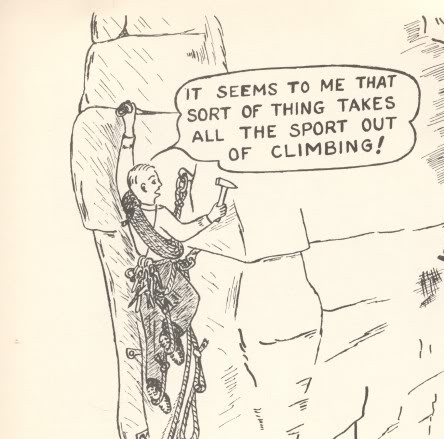 IT SEEMS TO ME THAT
SORT OF THING TAKES
ALL THE SPORT OUT
OF CLIMBING!